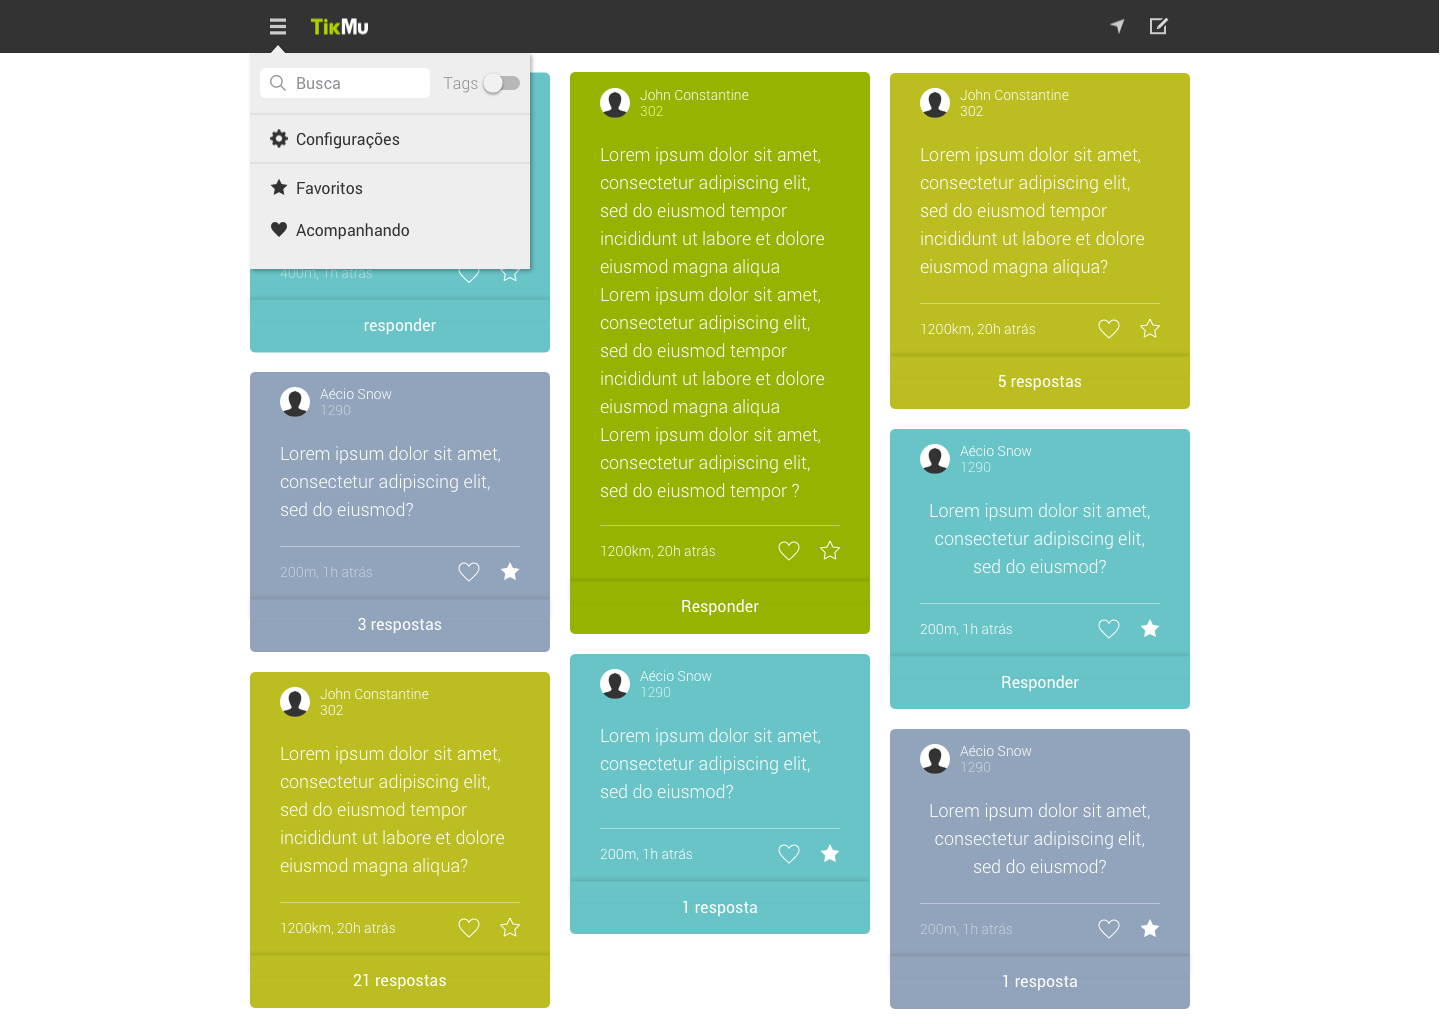 TikMu
Busca
Tags
Configurações
Favoritos
Acompanhando
400m, 1h atrás
responder
Aécio Snow
1290
Lorem ipsum dolor sit amet,
consectetur adipiscing elit,
sed do eiusmod?
200m, 1h atrás
3 respostas
John Constantine
302
Lorem ipsum dolor sit amet,
consectetur adipiscing elit,
sed do eiusmod tempor
incididunt ut labore et dolore
eiusmod magna aliqua?
1200km, 20h atrás
21 respostas
John Constantine
302
Lorem ipsum dolor sit amet,
consectetur adipiscing elit,
sed do eiusmod tempor
incididunt ut labore et dolore
eiusmod magna aliqua
Lorem ipsum dolor sit amet,
consectetur adipiscing elit,
sed do eiusmod tempor
incididunt ut labore et dolore
eiusmod magna aliqua
Lorem ipsum dolor sit amet,
consectetur adipiscing elit,
sed do eiusmod tempor ?
1200km, 20h atrás
Responder
Aécio Snow
1290
Lorem ipsum dolor sit amet,
consectetur adipiscing elit,
sed do eiusmod?
200m, 1h atrás
1 resposta
John Constantine
302
Lorem ipsum dolor sit amet,
consectetur adipiscing elit,
sed do eiusmod tempor
incididunt ut labore et dolore
eiusmod magna aliqua?
1200km, 20h atrás
5 respostas
Aécio Snow
1290
Lorem ipsum dolor sit amet,
consectetur adipiscing elit,
sed do eiusmod?
200m, 1h atrás
Responder
Aécio Snow
1290
Lorem ipsum dolor sit amet,
consectetur adipiscing elit,
sed do eiusmod?
200m, 1h atrás
1 resposta